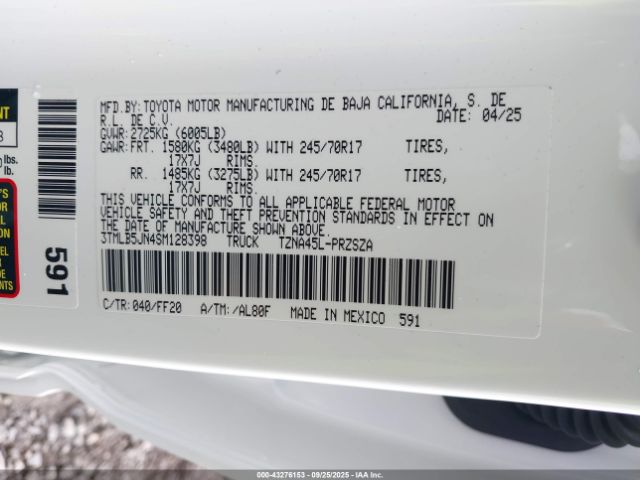 MFD.BY: TOYOTA MOTOR MANUFACTURING DE BAJA CALIFORNIA, S. DE
R.L. DE C.V. DATE: 04/25
GVWR: 2725KG (6005LB)
GAWR: FRT. 1580KG (3480LB) WITH 245/70R17 TIRES,
17X7J RIMS.
RR. 1485KG (3275LB) WITH 245/70R17 TIRES,
17X7J RIMS.
THIS VEHICLE CONFORMS TO ALL APPLICABLE FEDERAL MOTOR
VEHICLE SAFETY AND THEFT PREVENTION STANDARDS IN EFFECT ON
THE DATE OF MANUFACTURE SHOWN ABOVE.
3TMLB5JN4SM128398 TRUCK TZNA45L-PRZSZA
C/TR: 040/FF20 A/TM: /AL80F MADE IN MEXICO 591
591
lbs.
lb.
000-43276153 — 09/25/2025 — IAA